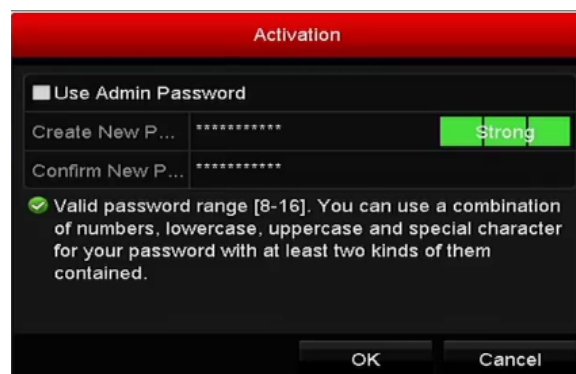 Activation
Use Admin Password
Create New P... *********** Strong
Confirm New P... ***********
Valid password range [8-16]. You can use a combination
of numbers, lowercase, uppercase and special character
for your password with at least two kinds of them
contained.
OK Cancel